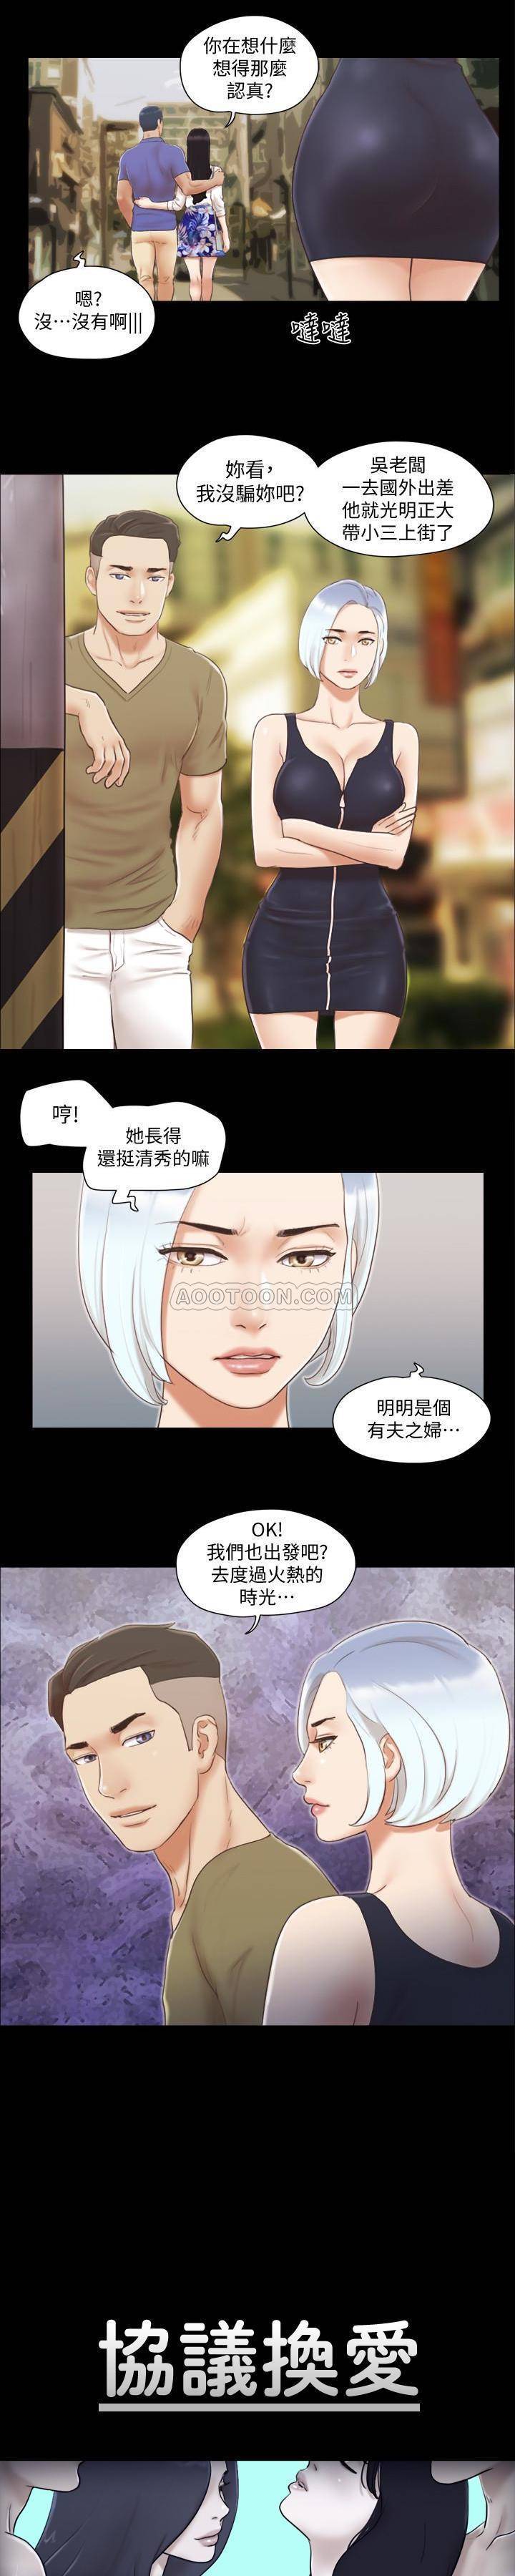 你在想什麼
想得那麼
認真?
嗯?
沒⋯沒有啊|||
噠噠
妳看,
我沒騙妳吧?
吳老闆
一去國外出差
他就光明正大
帶小三上街了
哼!
她長得
還挺清秀的嘛
AOOTOON.COM
明明是個
有夫之婦⋯
OK!
我們也出發吧?
去度過火熱的
時光⋯
協議換愛